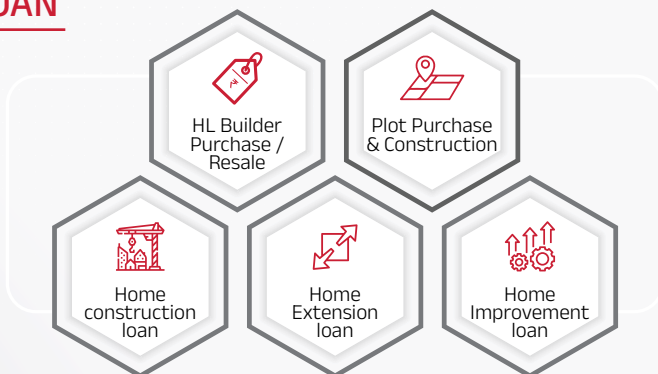 OAN
HL Builder
Purchase /
Resale
Plot Purchase
& Construction
Home
construction
loan
Home
Extension
loan
Home
Improvement
loan